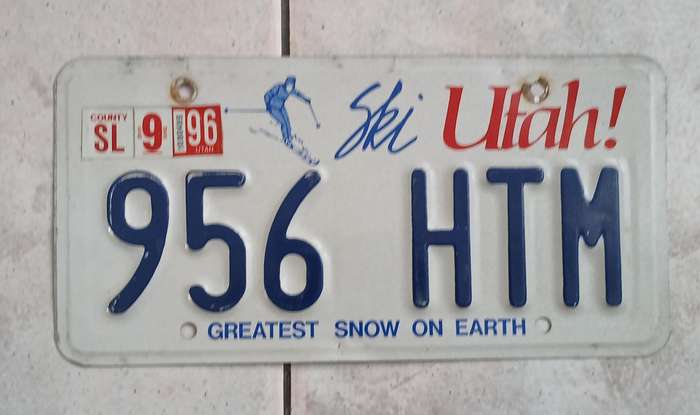 COUNTY
SL 9 96
UTAH
Ski Utah!
956 HTM
GREATEST SNOW ON EARTH